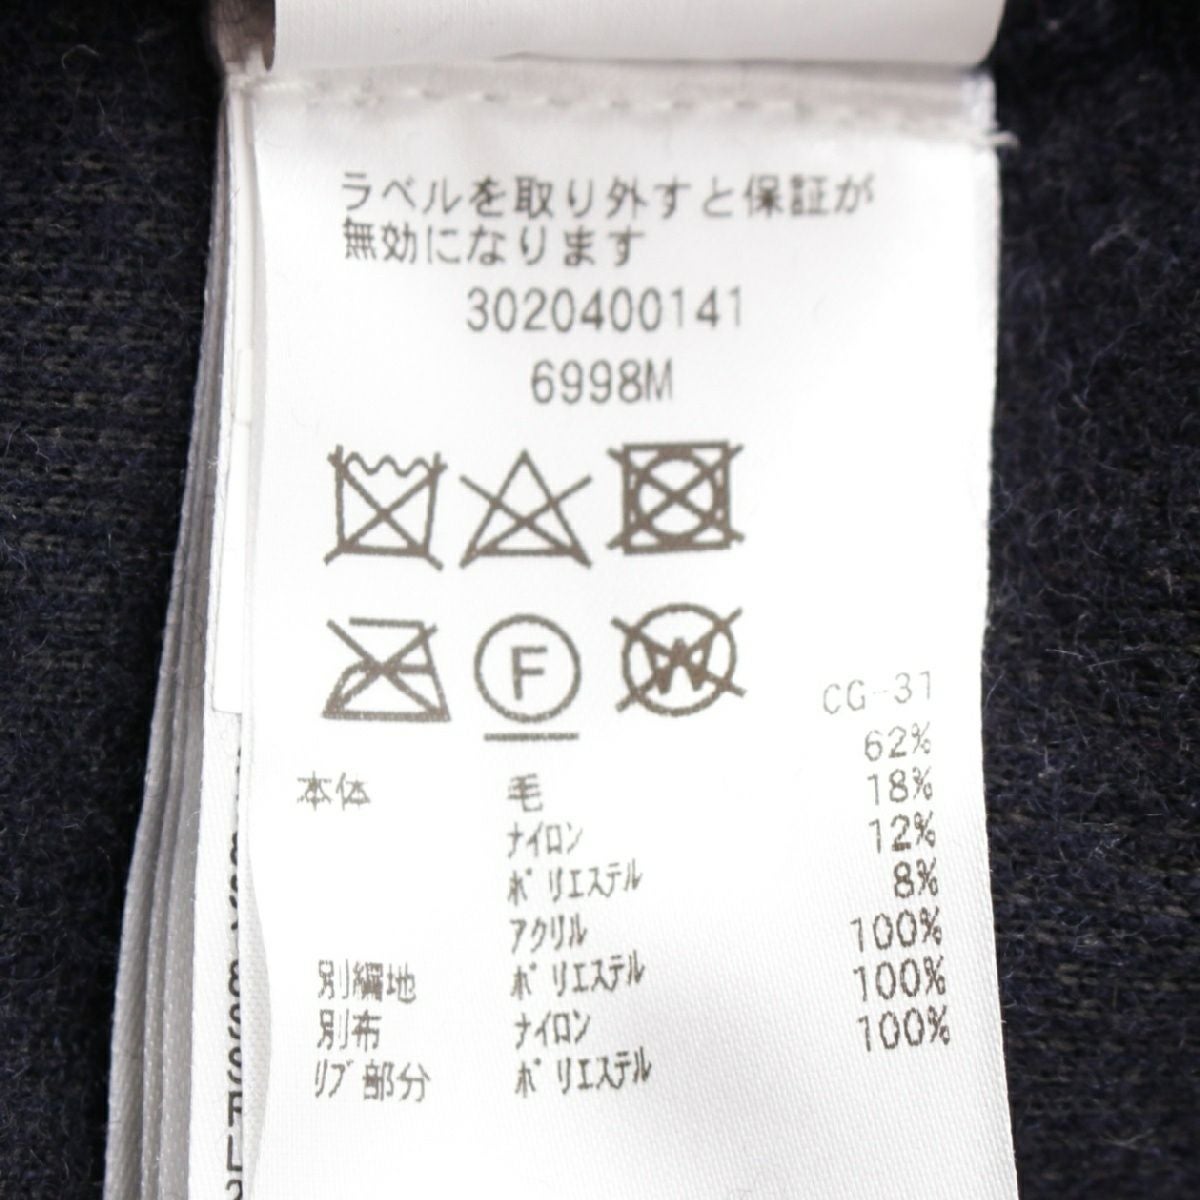 ラベルを取り外すと保証が
無効になります
3020400141
6998M
F
W
CG-31
本体 毛 62%
ナイロン 18%
ポリエステル 12%
アクリル 8%
別編地 ポリエステル 100%
別布 ナイロン 100%
リブ部分 ポリエステル 100%